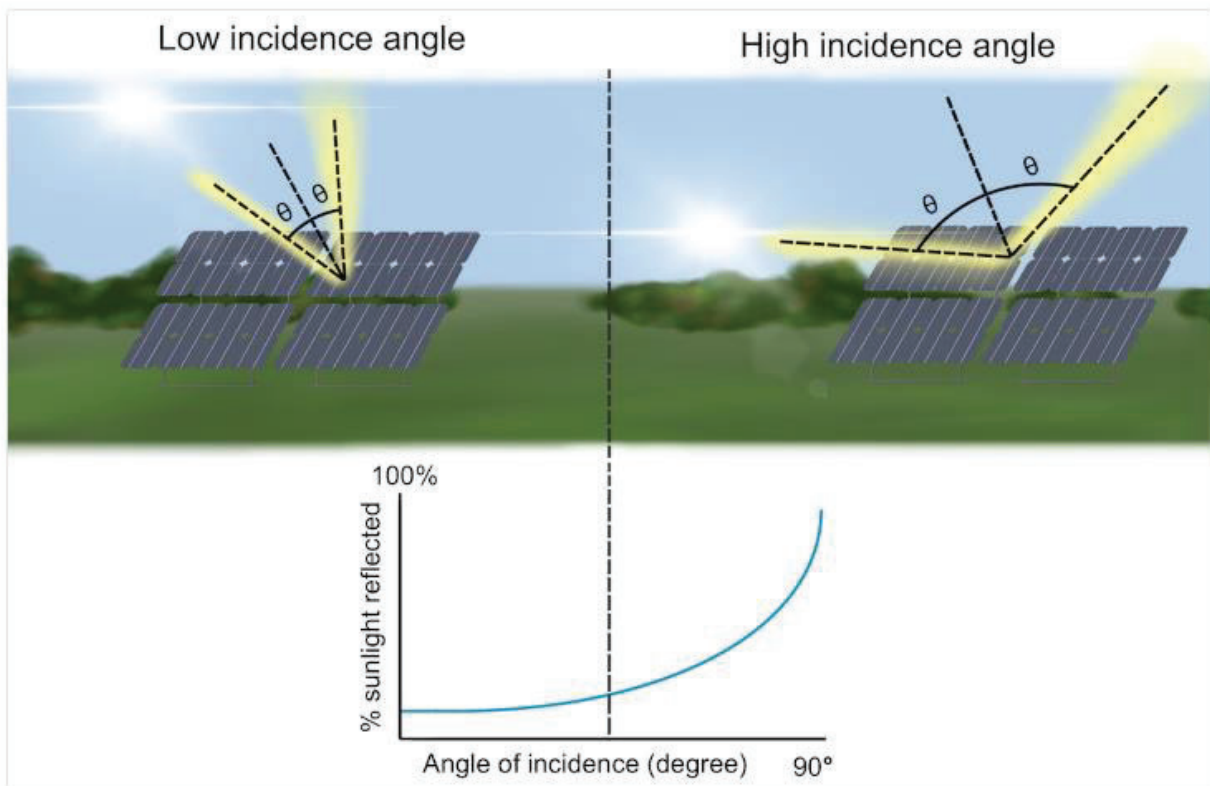 Low incidence angle
High incidence angle
θ
θ
θ
θ
100%
% sunlight reflected
Angle of incidence (degree)
90°